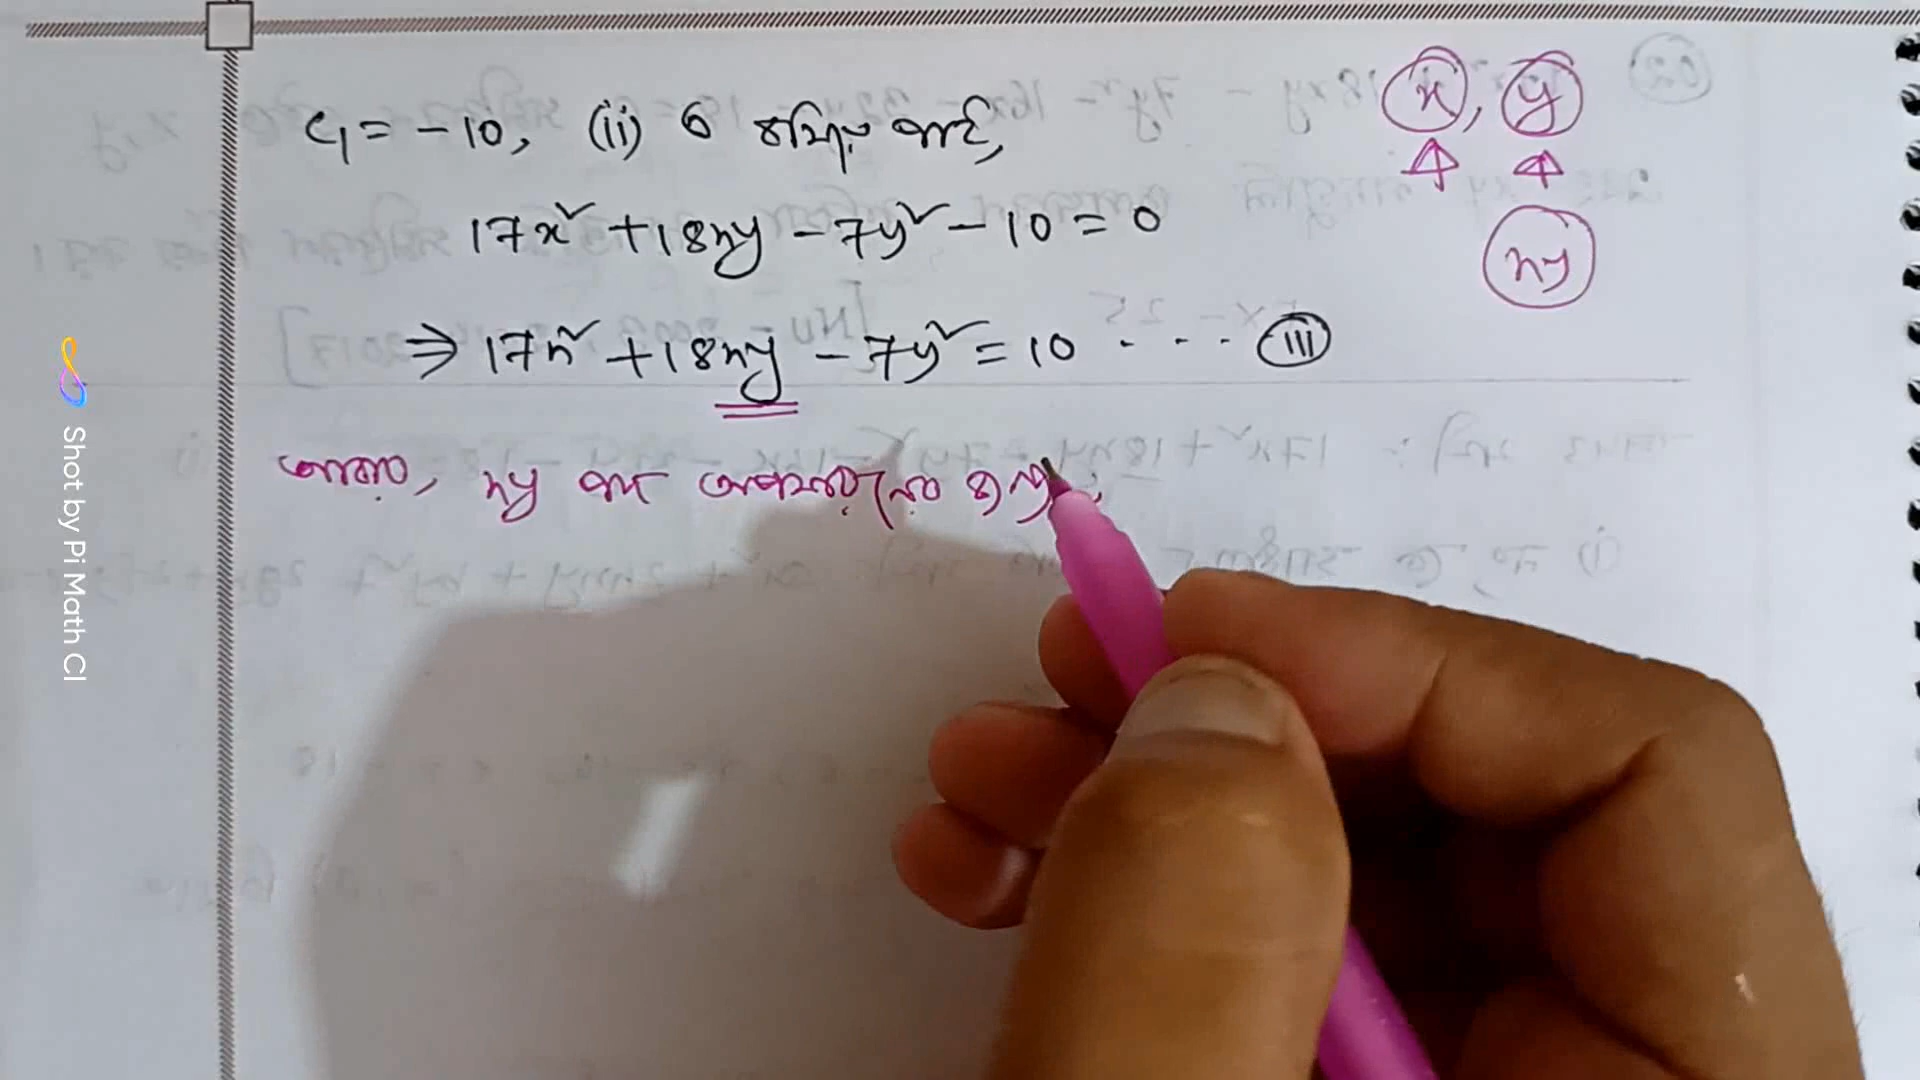 c₁ = -10, (ii) এ বসিয়ে পাই,
17x² + 18xy - 7y² - 10 = 0
⇒ 17x² + 18xy - 7y² = 10 . . . (iii)
আবার, xy পদ অপসারণের জন্য,
x, y
xy
Shot by Pi Math Cl